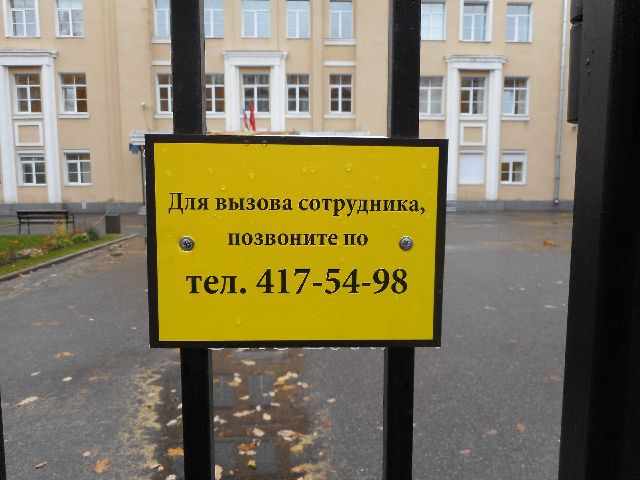 Для вызова сотрудника,
позвоните по
тел. 417-54-98